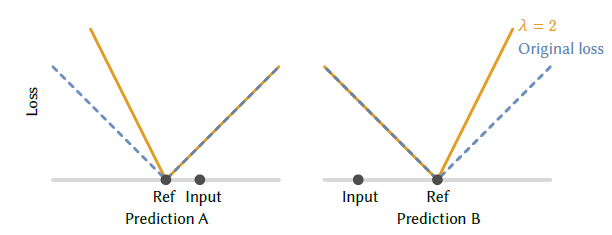 λ = 2
Original loss
Loss
Ref Input
Input Ref
Prediction A
Prediction B